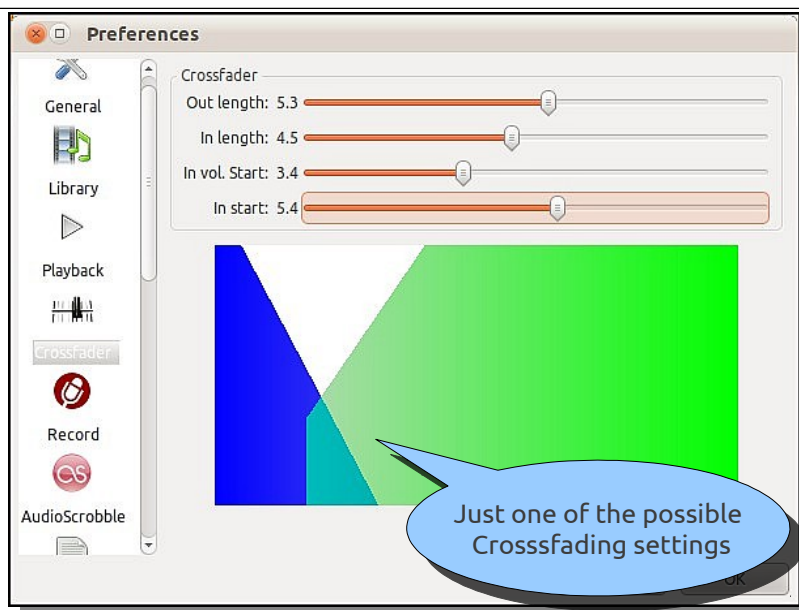 Preferences
General
Library
Playback
Crossfader
Record
AudioScrobble
Crossfader
Out length: 5.3
In length: 4.5
In vol. Start: 3.4
In start: 5.4
Just one of the possible
Crosssfading settings
OK